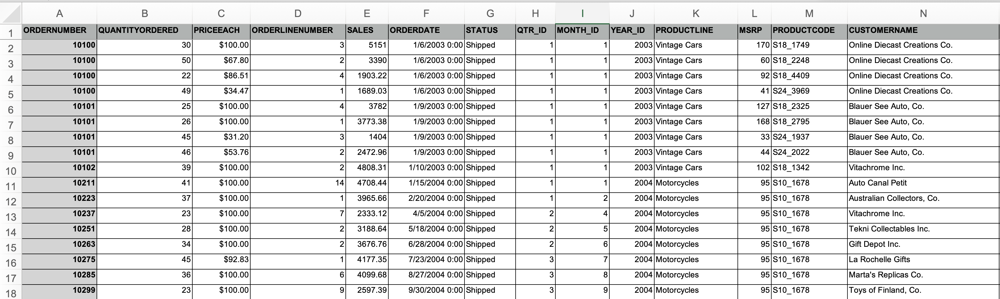 A B C D E F G H I J K L M N
1 ORDERNUMBER QUANTITYORDERED PRICEEACH ORDERLINENUMBER SALES ORDERDATE STATUS QTR_ID MONTH_ID YEAR_ID PRODUCTLINE MSRP PRODUCTCODE CUSTOMERNAME
2 10100 30 $100.00 3 5151 1/6/2003 0:00 Shipped 1 1 2003 Vintage Cars 170 S18_1749 Online Diecast Creations Co.
3 10100 50 $67.80 2 3390 1/6/2003 0:00 Shipped 1 1 2003 Vintage Cars 60 S18_2248 Online Diecast Creations Co.
4 10100 22 $86.51 4 1903.22 1/6/2003 0:00 Shipped 1 1 2003 Vintage Cars 92 S18_4409 Online Diecast Creations Co.
5 10100 49 $34.47 1 1689.03 1/6/2003 0:00 Shipped 1 1 2003 Vintage Cars 41 S24_3969 Online Diecast Creations Co.
6 10101 25 $100.00 4 3782 1/9/2003 0:00 Shipped 1 1 2003 Vintage Cars 127 S18_2325 Blauer See Auto, Co.
7 10101 26 $100.00 1 3773.38 1/9/2003 0:00 Shipped 1 1 2003 Vintage Cars 168 S18_2795 Blauer See Auto, Co.
8 10101 45 $31.20 3 1404 1/9/2003 0:00 Shipped 1 1 2003 Vintage Cars 33 S24_1937 Blauer See Auto, Co.
9 10101 46 $53.76 2 2472.96 1/9/2003 0:00 Shipped 1 1 2003 Vintage Cars 44 S24_2022 Blauer See Auto, Co.
10 10102 39 $100.00 2 4808.31 1/10/2003 0:00 Shipped 1 1 2003 Vintage Cars 102 S18_1342 Vitachrome Inc.
11 10211 41 $100.00 14 4708.44 1/15/2004 0:00 Shipped 1 1 2004 Motorcycles 95 S10_1678 Auto Canal Petit
12 10223 37 $100.00 1 3965.66 2/20/2004 0:00 Shipped 1 2 2004 Motorcycles 95 S10_1678 Australian Collectors, Co.
13 10237 23 $100.00 7 2333.12 4/5/2004 0:00 Shipped 2 4 2004 Motorcycles 95 S10_1678 Vitachrome Inc.
14 10251 28 $100.00 2 3188.64 5/18/2004 0:00 Shipped 2 5 2004 Motorcycles 95 S10_1678 Tekni Collectables Inc.
15 10263 34 $100.00 2 3676.76 6/28/2004 0:00 Shipped 2 6 2004 Motorcycles 95 S10_1678 Gift Depot Inc.
16 10275 45 $92.83 1 4177.35 7/23/2004 0:00 Shipped 3 7 2004 Motorcycles 95 S10_1678 La Rochelle Gifts
17 10285 36 $100.00 6 4099.68 8/27/2004 0:00 Shipped 3 8 2004 Motorcycles 95 S10_1678 Marta's Replicas Co.
18 10299 23 $100.00 9 2597.39 9/30/2004 0:00 Shipped 3 9 2004 Motorcycles 95 S10_1678 Toys of Finland, Co.